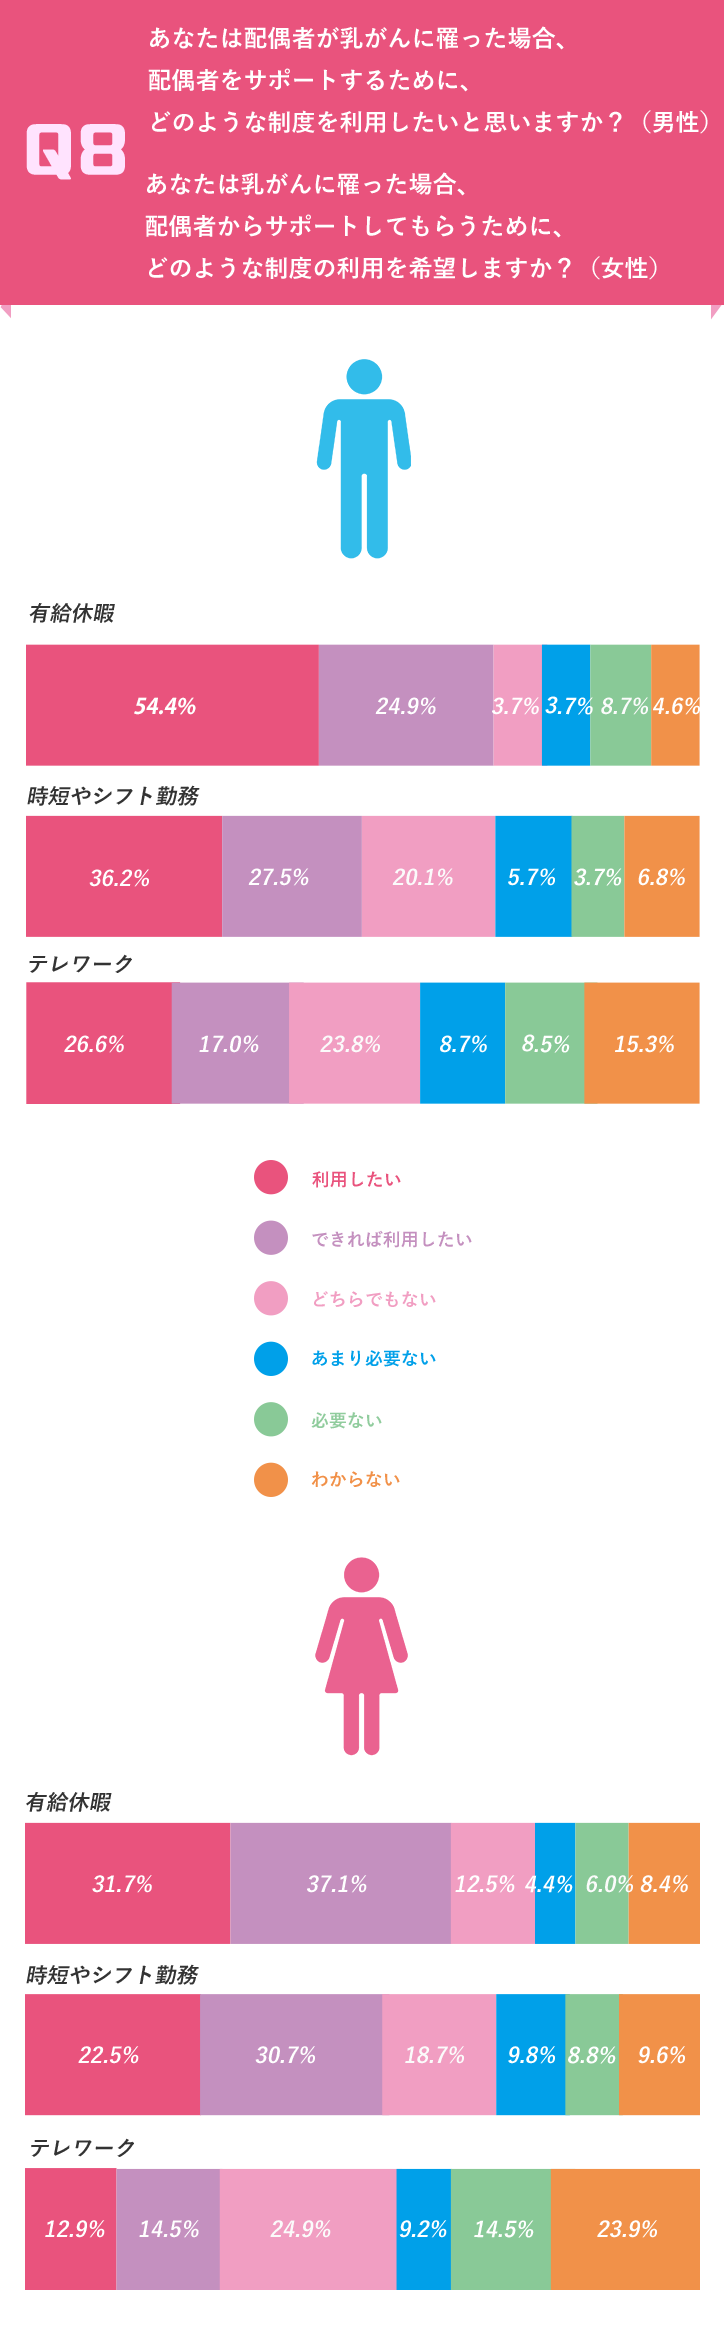 Q8
あなたは配偶者が乳がんに罹った場合、
配偶者をサポートするために、
どのような制度を利用したいと思いますか？（男性）
あなたは乳がんに罹った場合、
配偶者からサポートしてもらうために、
どのような制度の利用を希望しますか？（女性）
有給休暇
54.4% 24.9% 3.7% 3.7% 8.7% 4.6%
時短やシフト勤務
36.2% 27.5% 20.1% 5.7% 3.7% 6.8%
テレワーク
26.6% 17.0% 23.8% 8.7% 8.5% 15.3%
利用したい
できれば利用したい
どちらでもない
あまり必要ない
必要ない
わからない
有給休暇
31.7% 37.1% 12.5% 4.4% 6.0% 8.4%
時短やシフト勤務
22.5% 30.7% 18.7% 9.8% 8.8% 9.6%
テレワーク
12.9% 14.5% 24.9% 9.2% 14.5% 23.9%